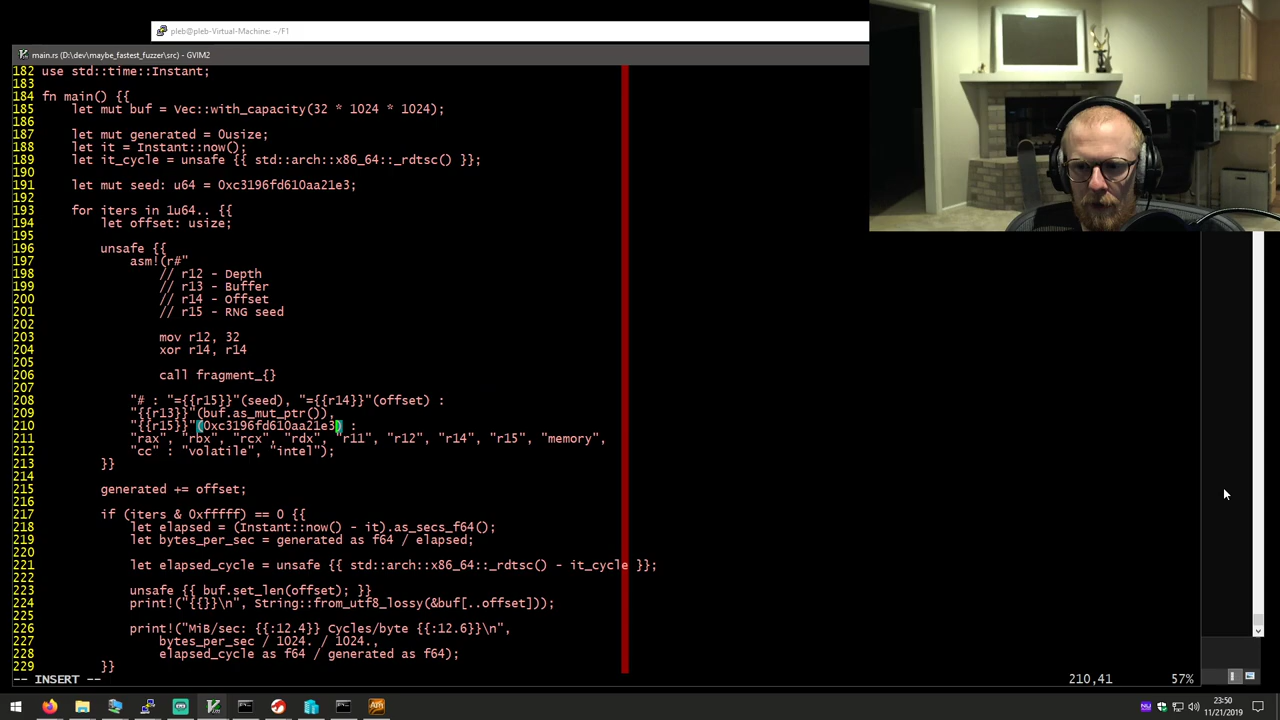 pleb@pleb-Virtual-Machine: ~/F1
main.rs (D:\dev\maybe_fastest_fuzzer\src) - GVIM2
182 use std::time::Instant;
183
184 fn main() {{
185     let mut buf = Vec::with_capacity(32 * 1024 * 1024);
186
187     let mut generated = 0usize;
188     let it = Instant::now();
189     let it_cycle = unsafe {{ std::arch::x86_64::_rdtsc() }};
190
191     let mut seed: u64 = 0xc3196fd610aa21e3;
192
193     for iters in 1u64.. {{
194         let offset: usize;
195
196         unsafe {{
197             asm!(r#"
198                 // r12 - Depth
199                 // r13 - Buffer
200                 // r14 - Offset
201                 // r15 - RNG seed
202
203                 mov r12, 32
204                 xor r14, r14
205
206                 call fragment_{}
207
208             "# : "={{r15}}"(seed), "={{r14}}"(offset) :
209             "{{r13}}"(buf.as_mut_ptr()),
210             "{{r15}}"(0xc3196fd610aa21e3) :
211             "rax", "rbx", "rcx", "rdx", "r11", "r12", "r14", "r15", "memory",
212             "cc" : "volatile", "intel");
213         }}
214
215         generated += offset;
216
217         if (iters & 0xfffff) == 0 {{
218             let elapsed = (Instant::now() - it).as_secs_f64();
219             let bytes_per_sec = generated as f64 / elapsed;
220
221             let elapsed_cycle = unsafe {{ std::arch::x86_64::_rdtsc() - it_cycle }};
222
223             unsafe {{ buf.set_len(offset); }}
224             print!("{{}}\n", String::from_utf8_lossy(&buf[..offset]));
225
226             print!("MiB/sec: {{:12.4}} Cycles/byte {{:12.6}}\n",
227                 bytes_per_sec / 1024. / 1024.,
228                 elapsed_cycle as f64 / generated as f64);
229         }}
-- INSERT -- 210,41 57%
23:50
11/21/2019